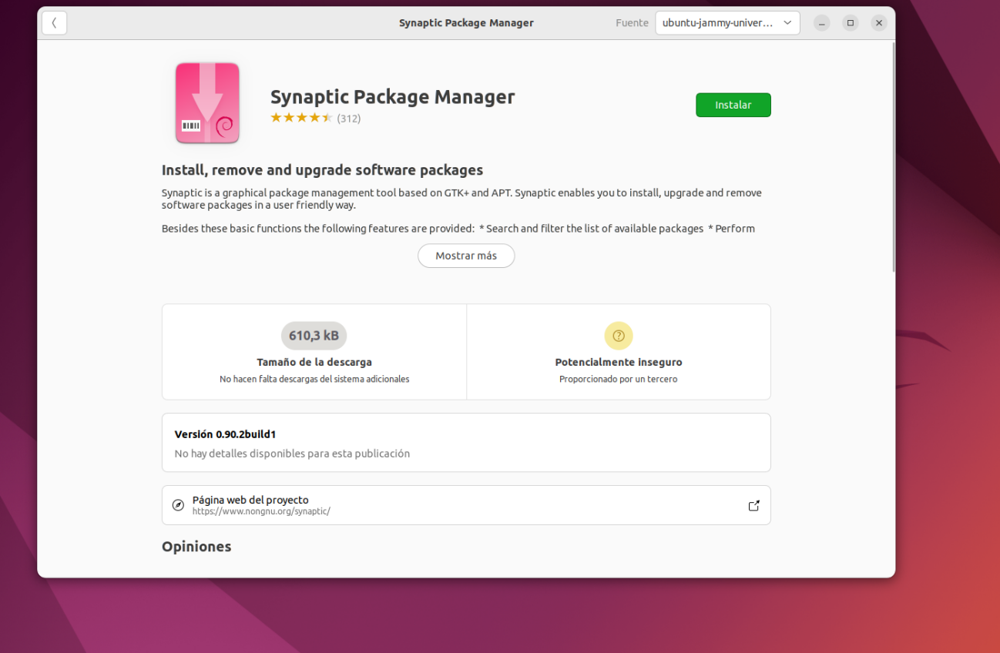 Synaptic Package Manager
Fuente
ubuntu-jammy-univer...
Synaptic Package Manager
(312)
Instalar
Install, remove and upgrade software packages
Synaptic is a graphical package management tool based on GTK+ and APT. Synaptic enables you to install, upgrade and remove
software packages in a user friendly way.
Besides these basic functions the following features are provided:  * Search and filter the list of available packages  * Perform
Mostrar más
610,3 kB
Tamaño de la descarga
No hacen falta descargas del sistema adicionales
?
Potencialmente inseguro
Proporcionado por un tercero
Versión 0.90.2build1
No hay detalles disponibles para esta publicación
Página web del proyecto
https://www.nongnu.org/synaptic/
Opiniones